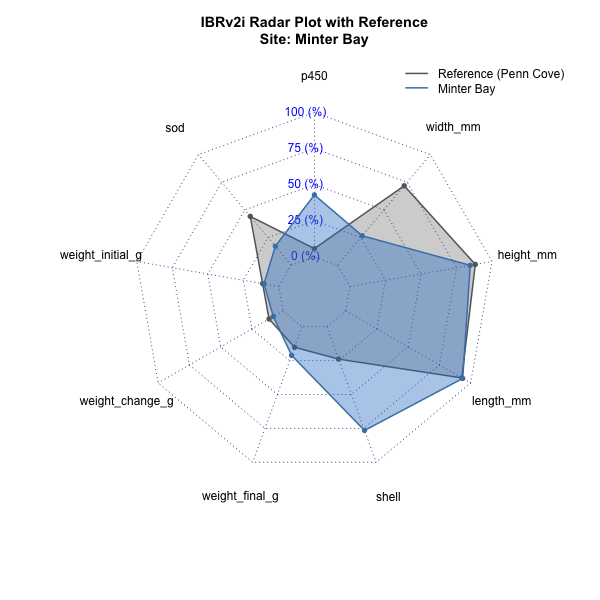 IBRv2i Radar Plot with Reference
Site: Minter Bay
p450
Reference (Penn Cove)
Minter Bay
100 (%)
sod
width_mm
75 (%)
50 (%)
25 (%)
weight_initial_g
0 (%)
height_mm
weight_change_g
length_mm
weight_final_g
shell